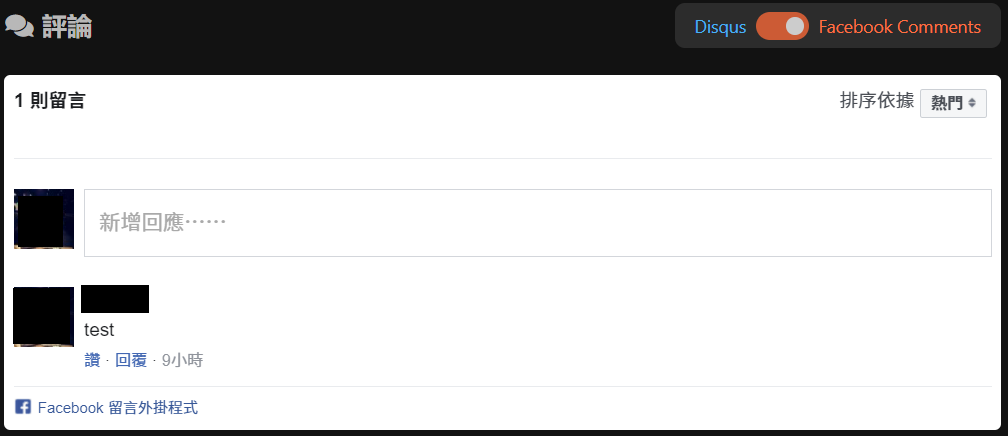 評論
Disqus Facebook Comments
1 則留言
排序依據 熱門
新增回應……
test
讚 · 回覆 · 9小時
Facebook 留言外掛程式